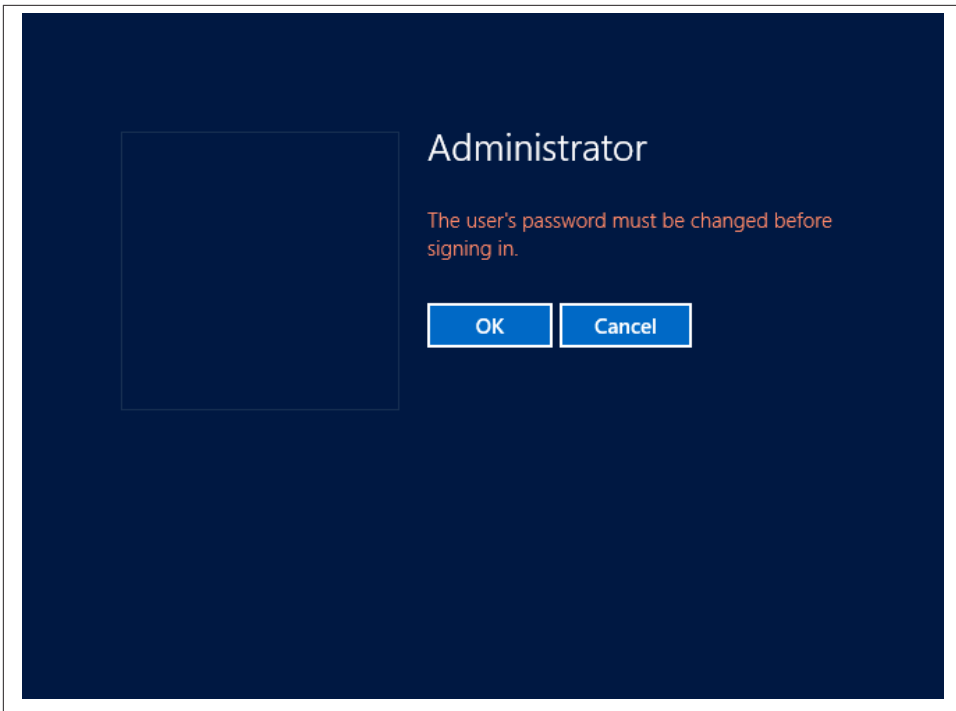 Administrator
The user's password must be changed before
signing in.
OK Cancel